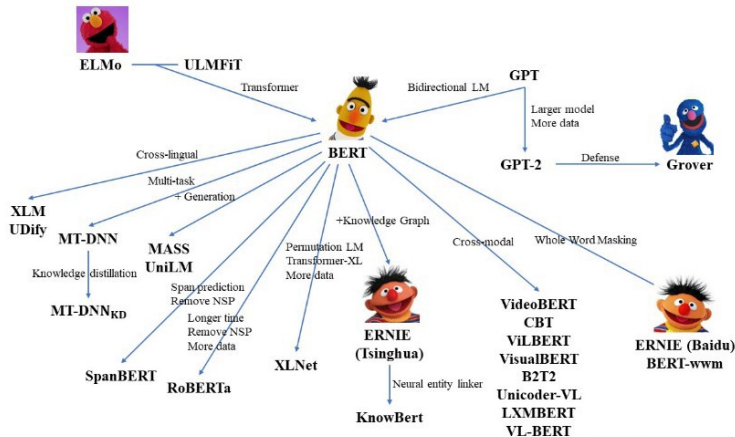 ELMo
ULMFiT
GPT
Transformer
Bidirectional LM
Larger model
More data
BERT
GPT-2
Defense
Grover
Cross-lingual
Multi-task
+ Generation
XLM
UDify
MT-DNN
MASS
UniLM
+Knowledge Graph
Cross-modal
Whole Word Masking
Permutation LM
Transformer-XL
More data
Knowledge distillation
MT-DNNKD
Span prediction
Remove NSP
Longer time
Remove NSP
More data
SpanBERT
RoBERTa
XLNet
ERNIE
(Tsinghua)
Neural entity linker
KnowBert
VideoBERT
CBT
ViLBERT
VisualBERT
B2T2
Unicoder-VL
LXMBERT
VL-BERT
ERNIE (Baidu)
BERT-wwm